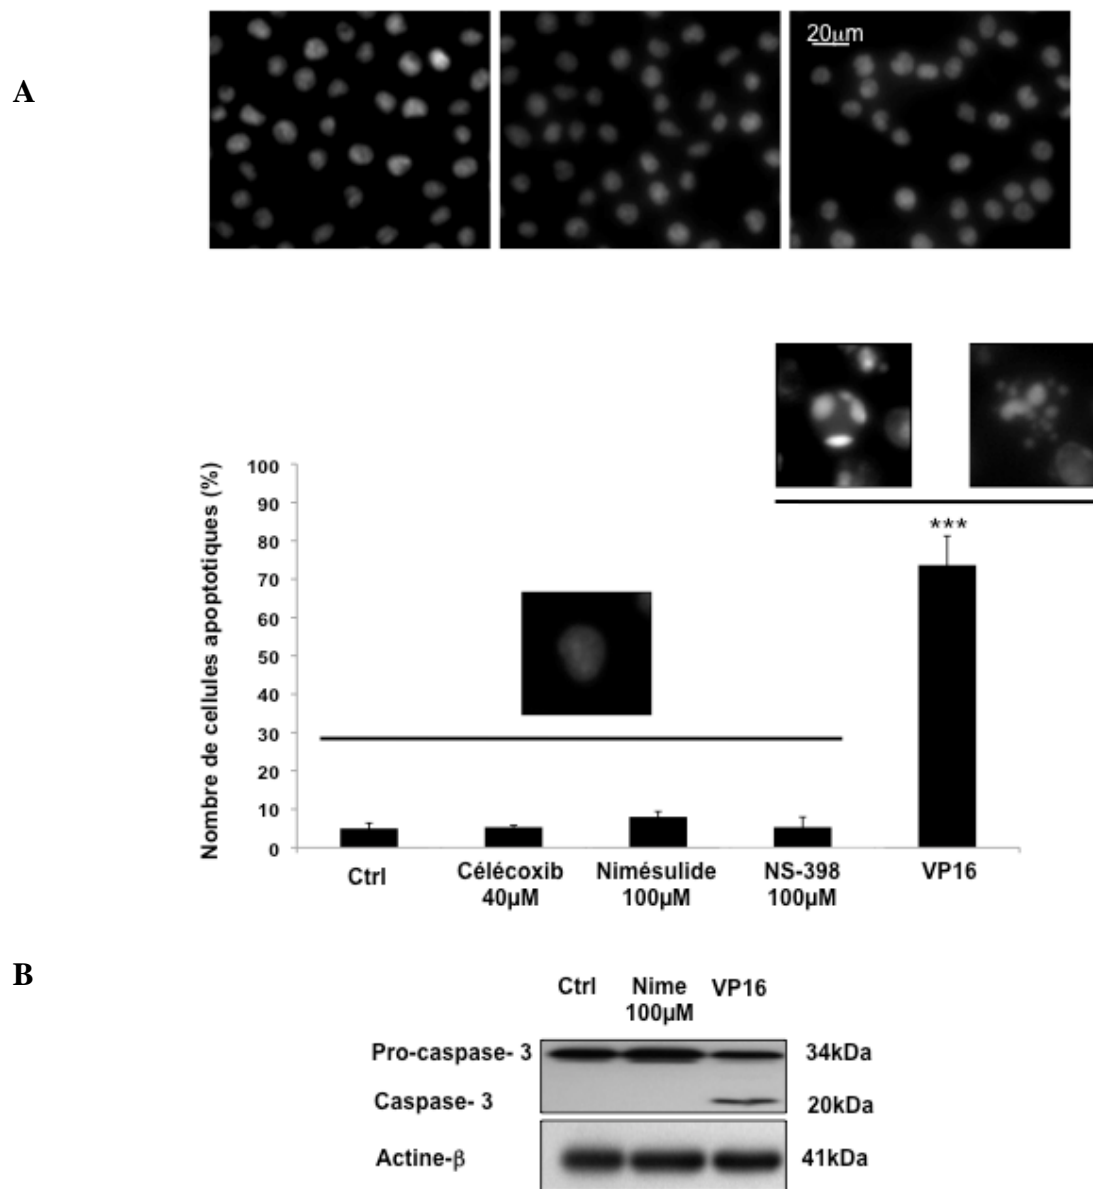 20μm
A
Nombre de cellules apoptotiques (%)
100
90
80
70
60
50
40
30
20
10
0
***
Ctrl
Célécoxib
40μM
Nimésulide
100μM
NS-398
100μM
VP16
B
Ctrl
Nime
100μM
VP16
Pro-caspase- 3
34kDa
Caspase- 3
20kDa
Actine-β
41kDa